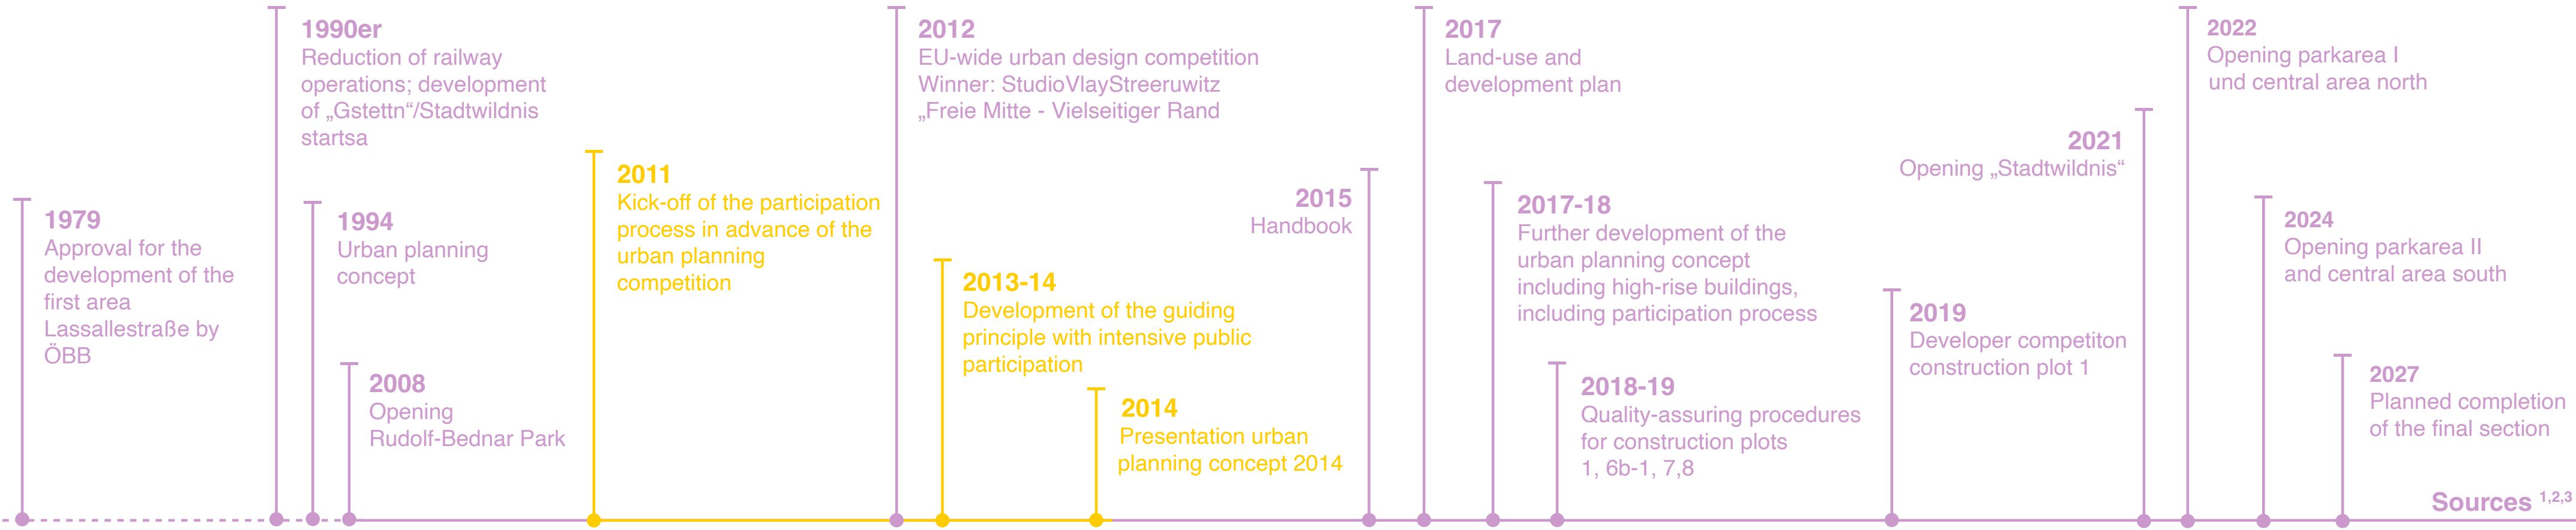 1979
Approval for the
development of the
first area
Lassallestraße by
ÖBB
1990er
Reduction of railway
operations; development
of „Gstettn“/Stadtwildnis
startsa
1994
Urban planning
concept
2008
Opening
Rudolf-Bednar Park
2011
Kick-off of the participation
process in advance of the
urban planning
competition
2012
EU-wide urban design competition
Winner: StudioVlayStreeruwitz
„Freie Mitte - Vielseitiger Rand
2013-14
Development of the guiding
principle with intensive public
participation
2014
Presentation urban
planning concept 2014
2015
Handbook
2017
Land-use and
development plan
2017-18
Further development of the
urban planning concept
including high-rise buildings,
including participation process
2018-19
Quality-assuring procedures
for construction plots
1, 6b-1, 7,8
2019
Developer competiton
construction plot 1
2021
Opening „Stadtwildnis“
2022
Opening parkarea I
und central area north
2024
Opening parkarea II
and central area south
2027
Planned completion
of the final section
Sources 1,2,3